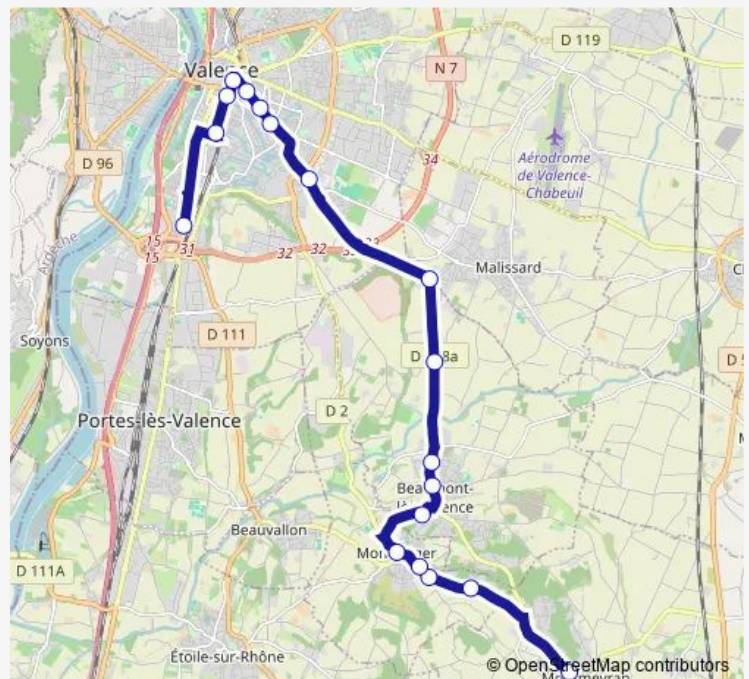 D 119
Valence
N 7
34
Aérodrome
de Valence-
Chabeuil
D 96
Ardèche
15
31
15
32
32
Malissard
Soyons
D 111
D 2
Portes-lès-Valence
Beauvallon
D 111A
Étoile-sur-Rhône
© OpenStreetMap contributors